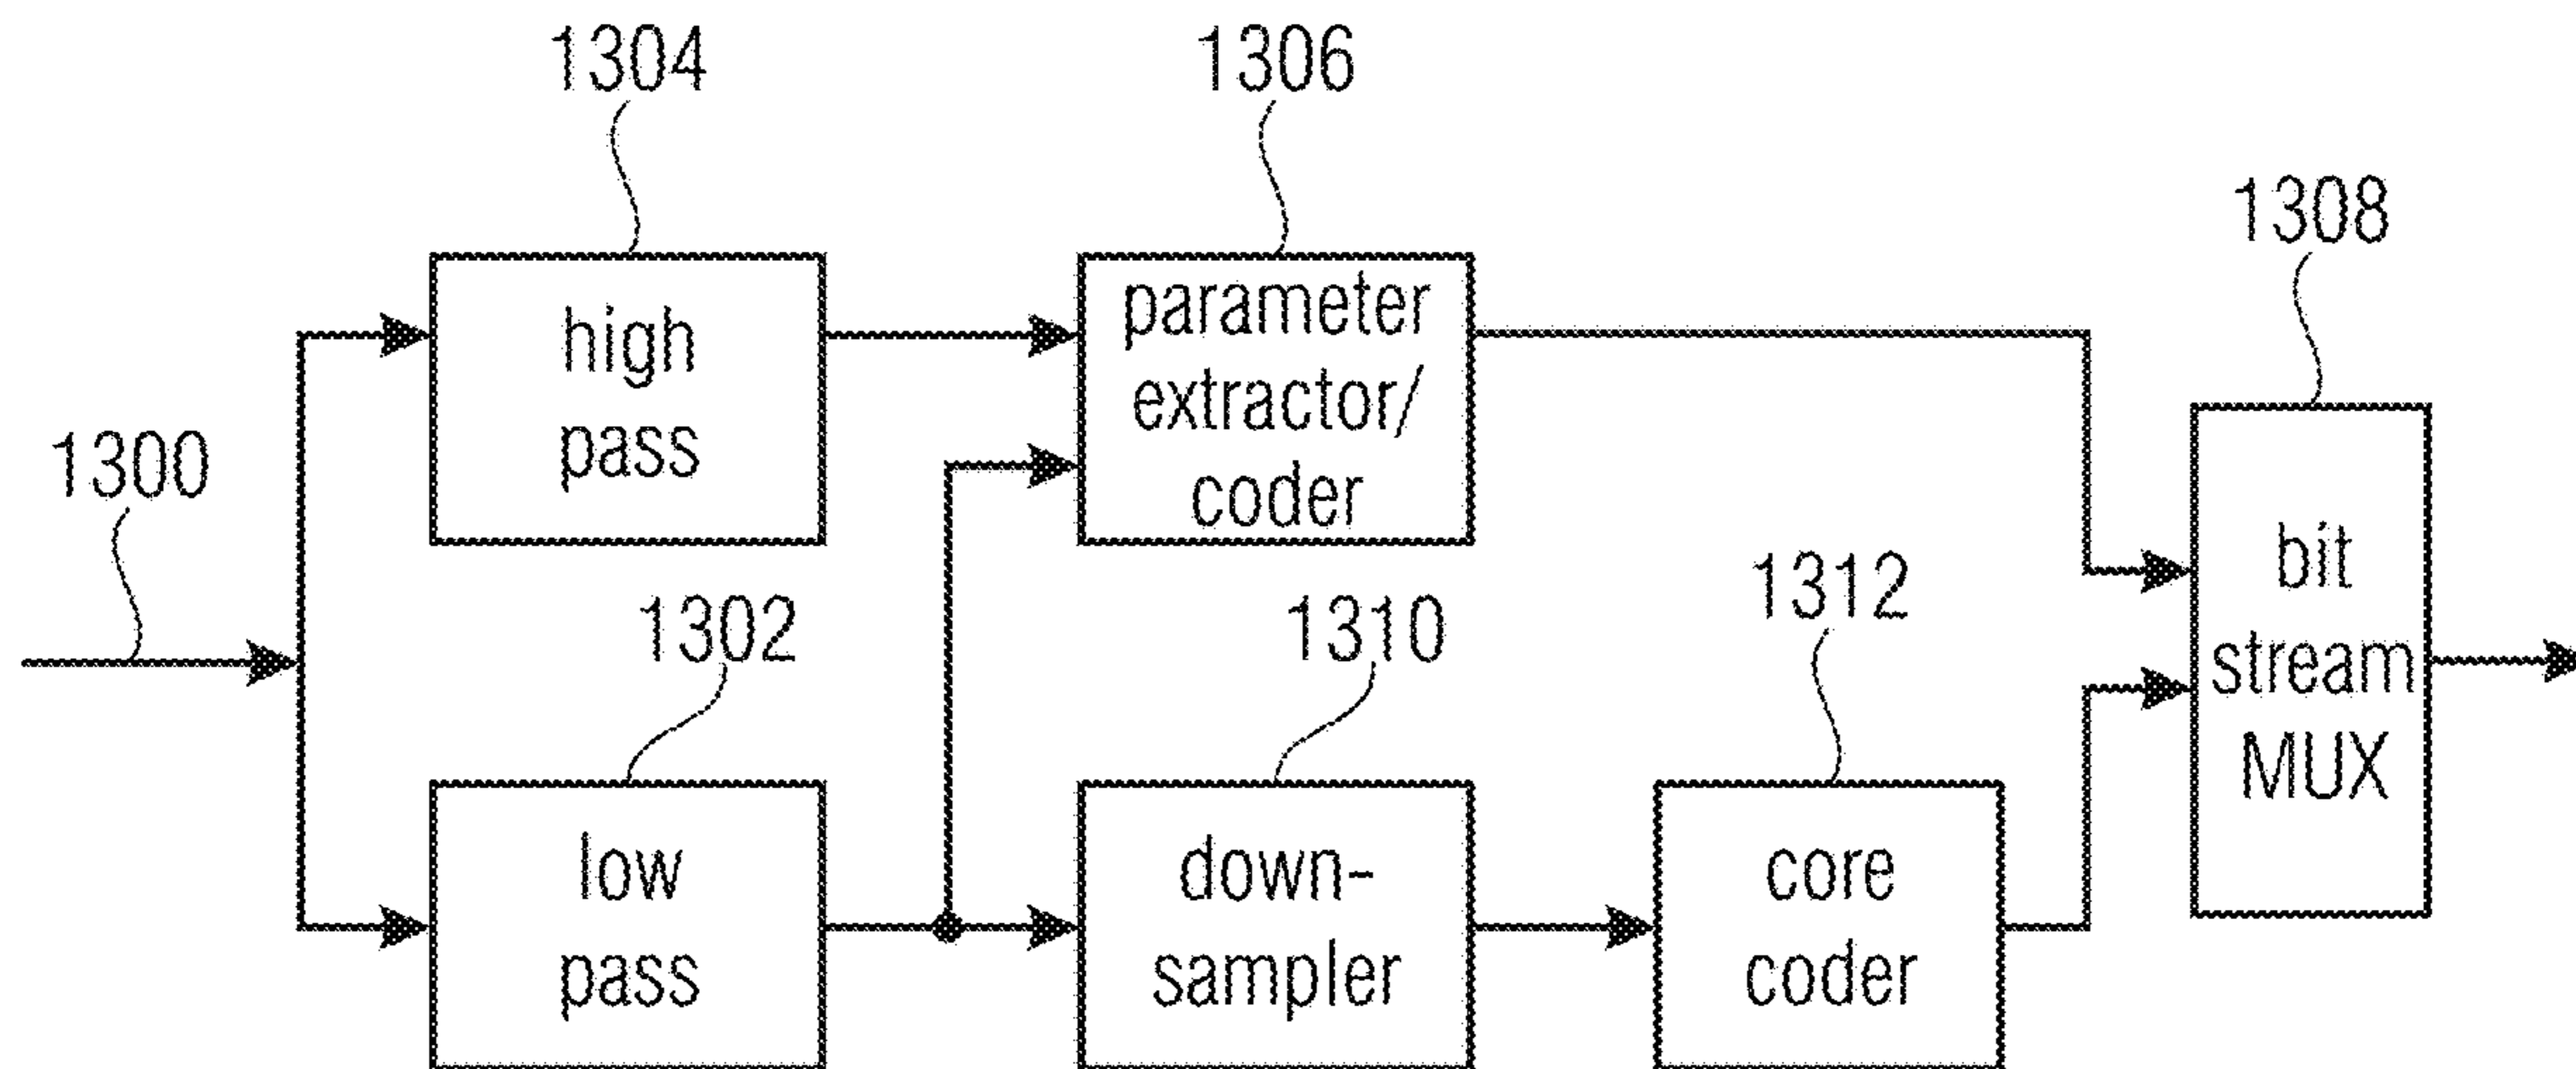 1304
1306
1308
high
pass
parameter
extractor/
coder
1300
1302
1310
1312
bit
stream
MUX
low
pass
down-
sampler
core
coder